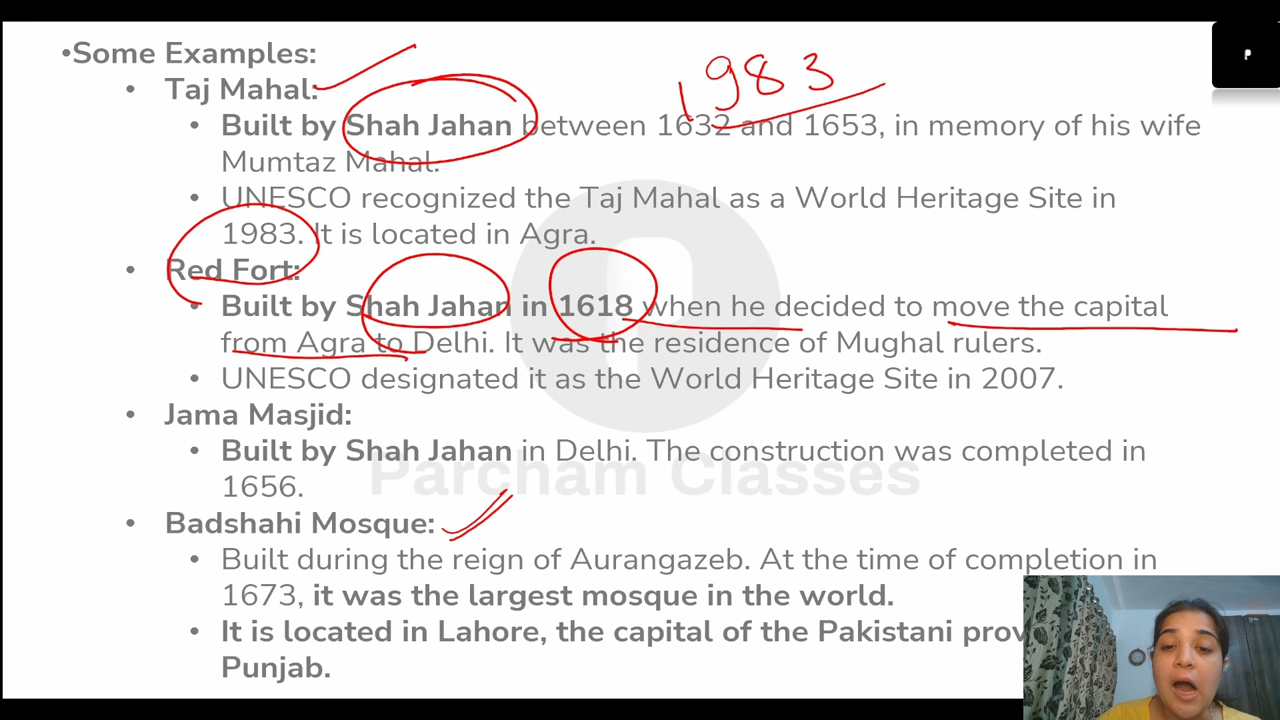 •Some Examples:
1983
• Taj Mahal:
• Built by Shah Jahan between 1632 and 1653, in memory of his wife
Mumtaz Mahal.
• UNESCO recognized the Taj Mahal as a World Heritage Site in
1983. It is located in Agra.
• Red Fort:
• Built by Shah Jahan in 1618 when he decided to move the capital
from Agra to Delhi. It was the residence of Mughal rulers.
• UNESCO designated it as the World Heritage Site in 2007.
• Jama Masjid:
• Built by Shah Jahan in Delhi. The construction was completed in
Parcham Classes
1656.
• Badshahi Mosque:
• Built during the reign of Aurangazeb. At the time of completion in
1673, it was the largest mosque in the world.
• It is located in Lahore, the capital of the Pakistani prov
Punjab.